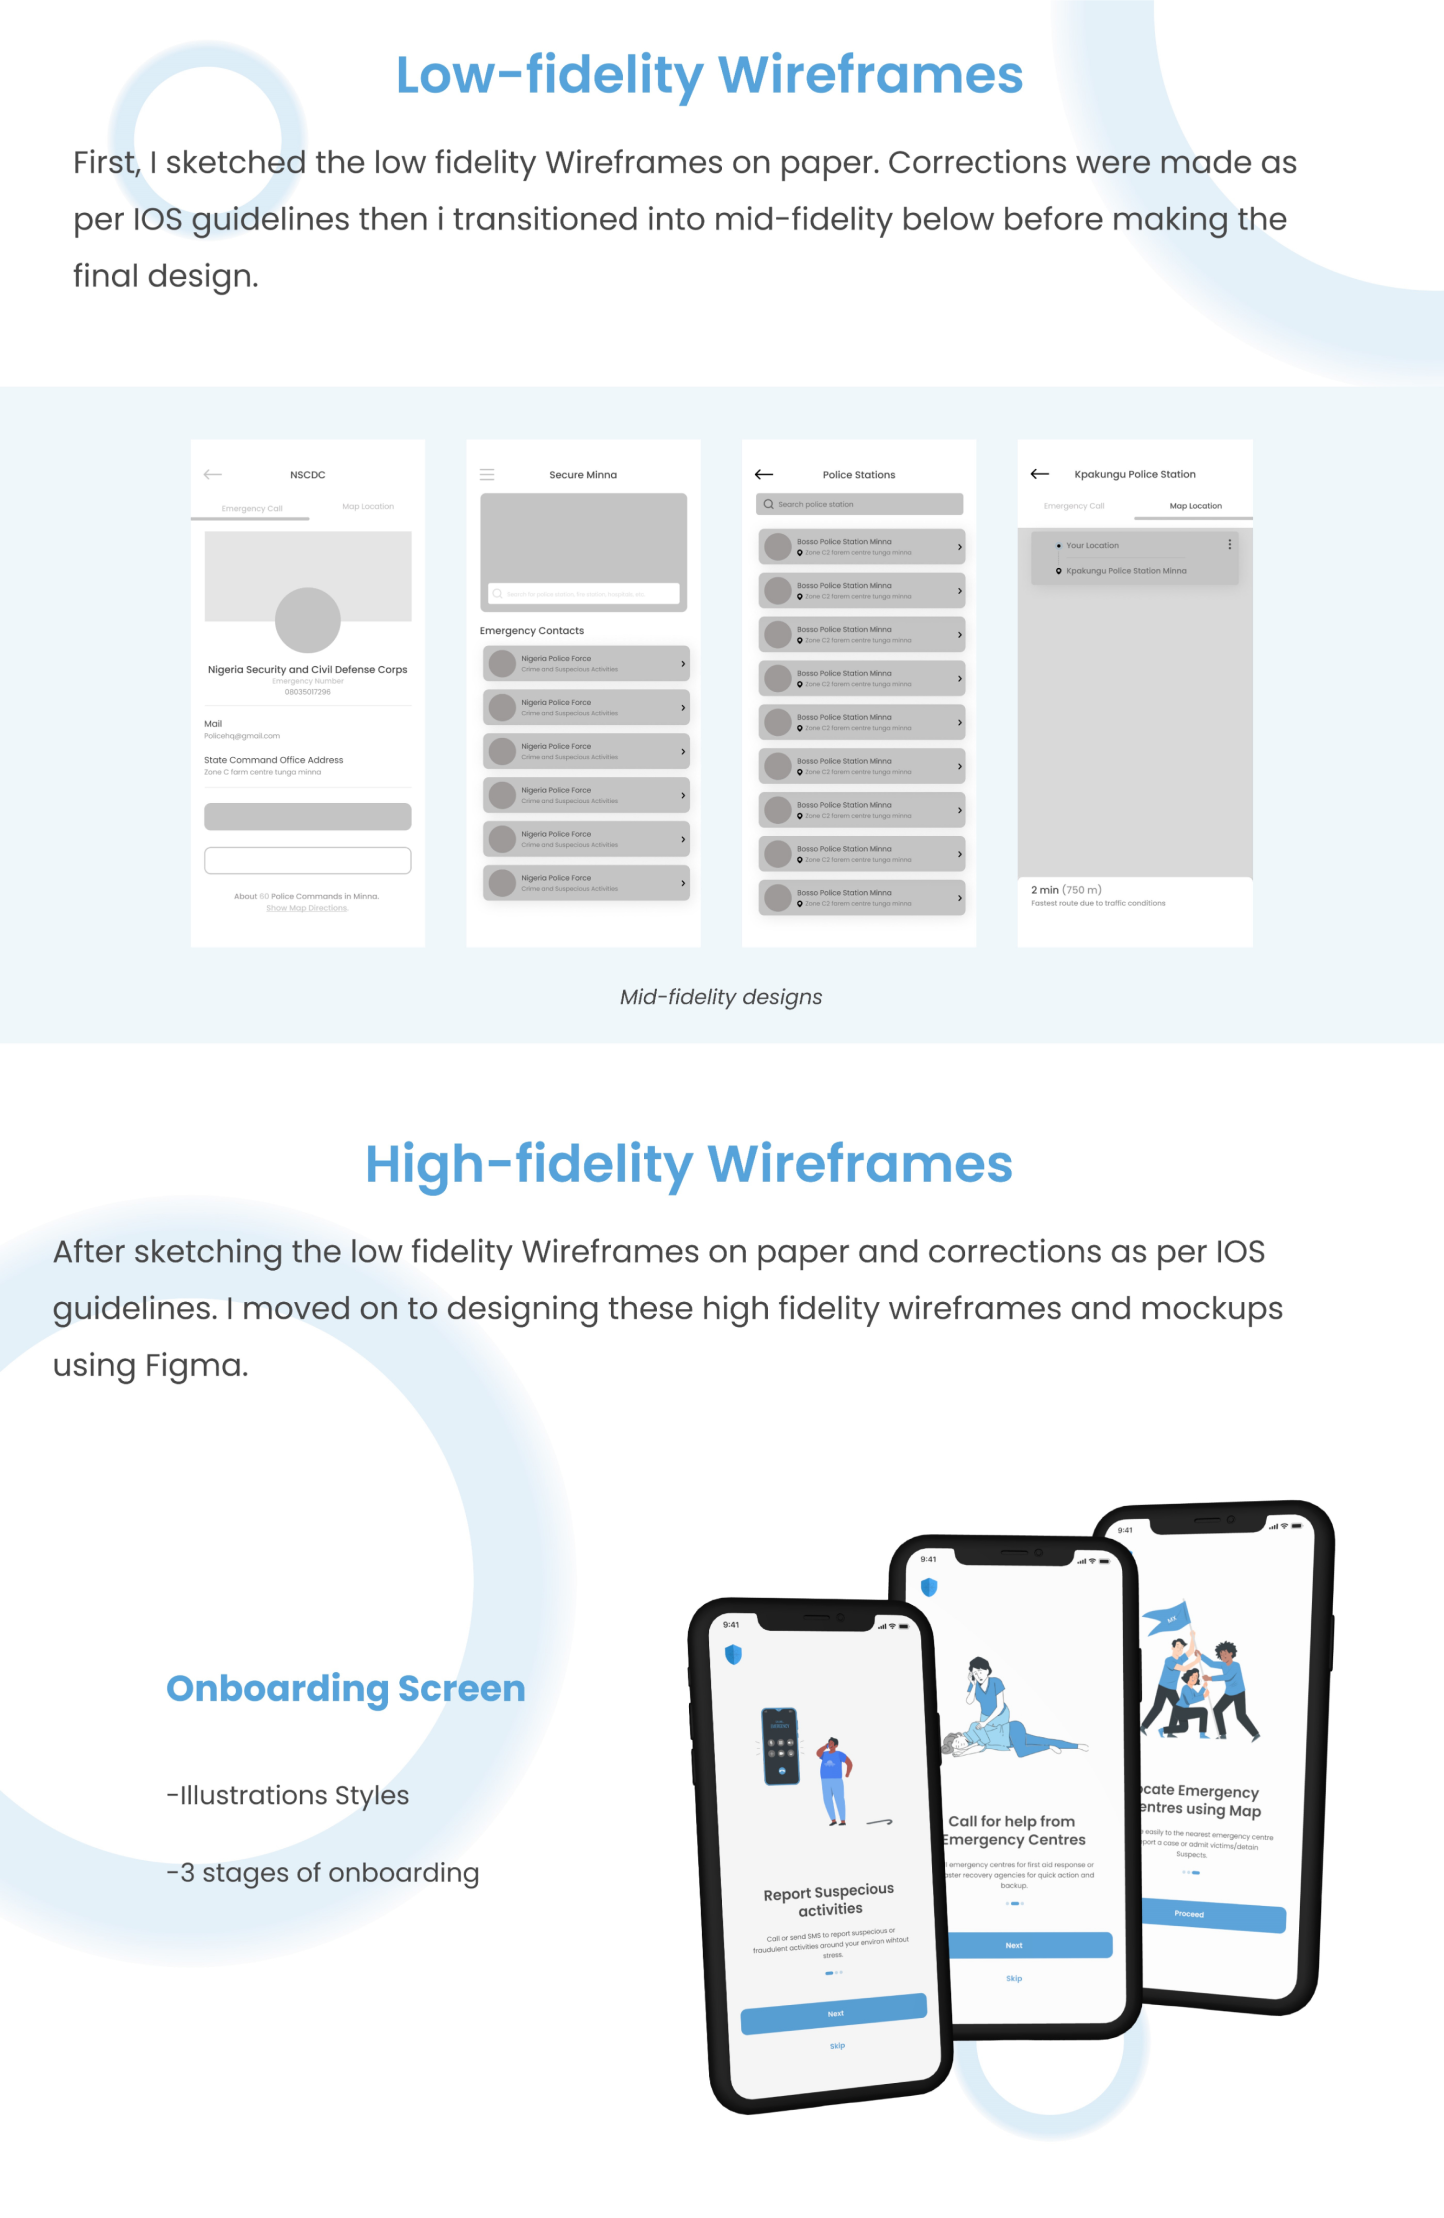 Low-fidelity Wireframes
First, I sketched the low fidelity Wireframes on paper. Corrections were made as
per IOS guidelines then i transitioned into mid-fidelity below before making the
final design.
NSCDC
Emergency Call
Map Location
Nigeria Security and Civil Defense Corps
Emergency Number
08035017296
Mail
Policehq@gmail.com
State Command Office Address
Zone C farm centre tunga minna
About 60 Police Commands in Minna.
Show Map Directions
Secure Minna
Search for police station, fire station, hospitals, etc.
Emergency Contacts
Nigeria Police Force
Crime and Suspecious Activities
Nigeria Police Force
Crime and Suspecious Activities
Nigeria Police Force
Crime and Suspecious Activities
Nigeria Police Force
Crime and Suspecious Activities
Nigeria Police Force
Crime and Suspecious Activities
Nigeria Police Force
Crime and Suspecious Activities
Police Stations
Search police station
Bosso Police Station Minna
Zone C2 farem centre tunga minna
Bosso Police Station Minna
Zone C2 farem centre tunga minna
Bosso Police Station Minna
Zone C2 farem centre tunga minna
Bosso Police Station Minna
Zone C2 farem centre tunga minna
Bosso Police Station Minna
Zone C2 farem centre tunga minna
Bosso Police Station Minna
Zone C2 farem centre tunga minna
Bosso Police Station Minna
Zone C2 farem centre tunga minna
Bosso Police Station Minna
Zone C2 farem centre tunga minna
Bosso Police Station Minna
Zone C2 farem centre tunga minna
Kpakungu Police Station
Emergency Call
Map Location
Your Location
Kpakungu Police Station Minna
2 min (750 m)
Fastest route due to traffic conditions
Mid-fidelity designs
High-fidelity Wireframes
After sketching the low fidelity Wireframes on paper and corrections as per IOS
guidelines. I moved on to designing these high fidelity wireframes and mockups
using Figma.
Onboarding Screen
-Illustrations Styles
-3 stages of onboarding
9:41
Report Suspecious
activities
Call or send SMS to report suspecious or
fraudulent activities around your environ wihtout
stress.
Next
Skip
9:41
Call for help from
Emergency Centres
emergency centres for first aid response or
aster recovery agencies for quick action and
backup.
Next
Skip
9:41
ocate Emergency
entres using Map
easily to the nearest emergency centre
port a case or admit victims/detain
Suspects.
Proceed